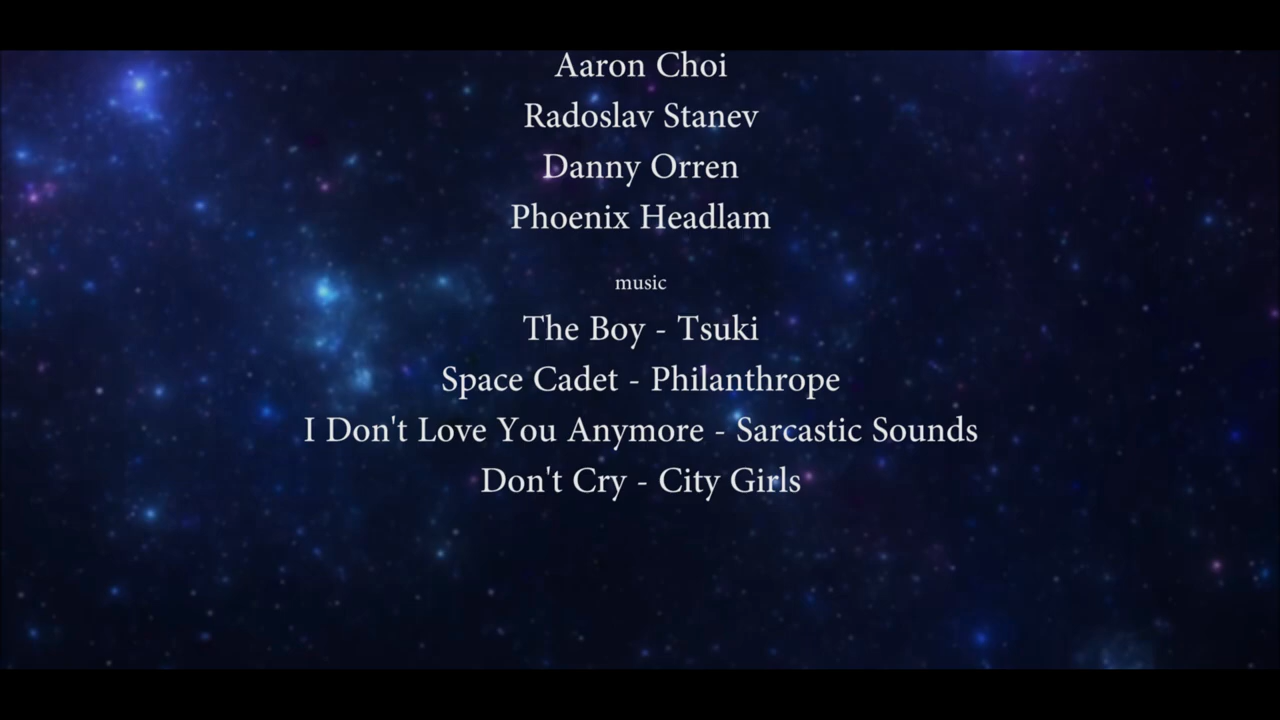 Aaron Choi
Radoslav Stanev
Danny Orren
Phoenix Headlam
music
The Boy - Tsuki
Space Cadet - Philanthrope
I Don't Love You Anymore - Sarcastic Sounds
Don't Cry - City Girls